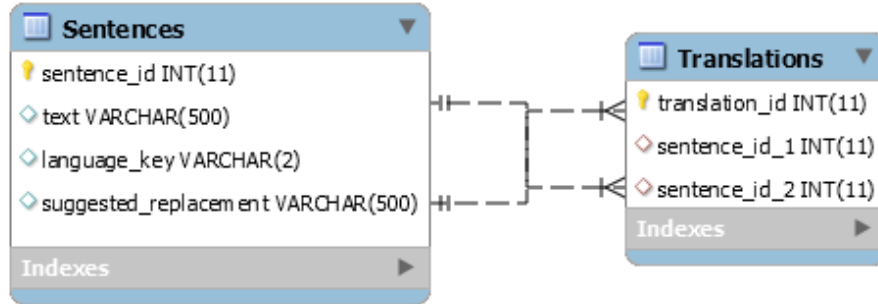 Sentences
sentence_id INT(11)
text VARCHAR(500)
language_key VARCHAR(2)
suggested_replacement VARCHAR(500)
Indexes
Translations
translation_id INT(11)
sentence_id_1 INT(11)
sentence_id_2 INT(11)
Indexes